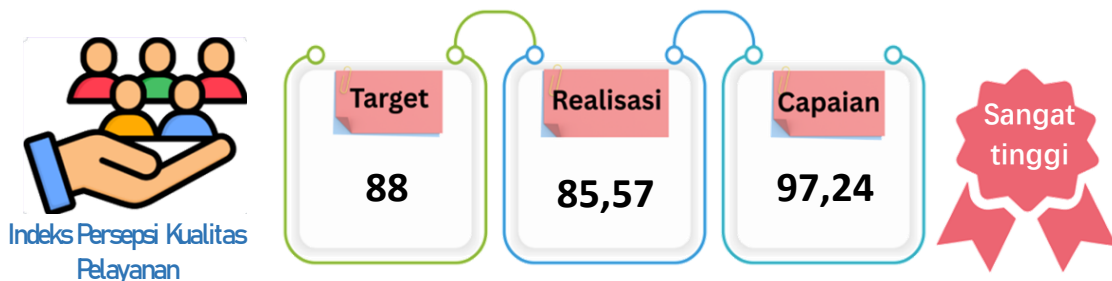 Indeks Persepsi Kualitas
Pelayanan
Target
88
Realisasi
85,57
Capaian
97,24
Sangat
tinggi